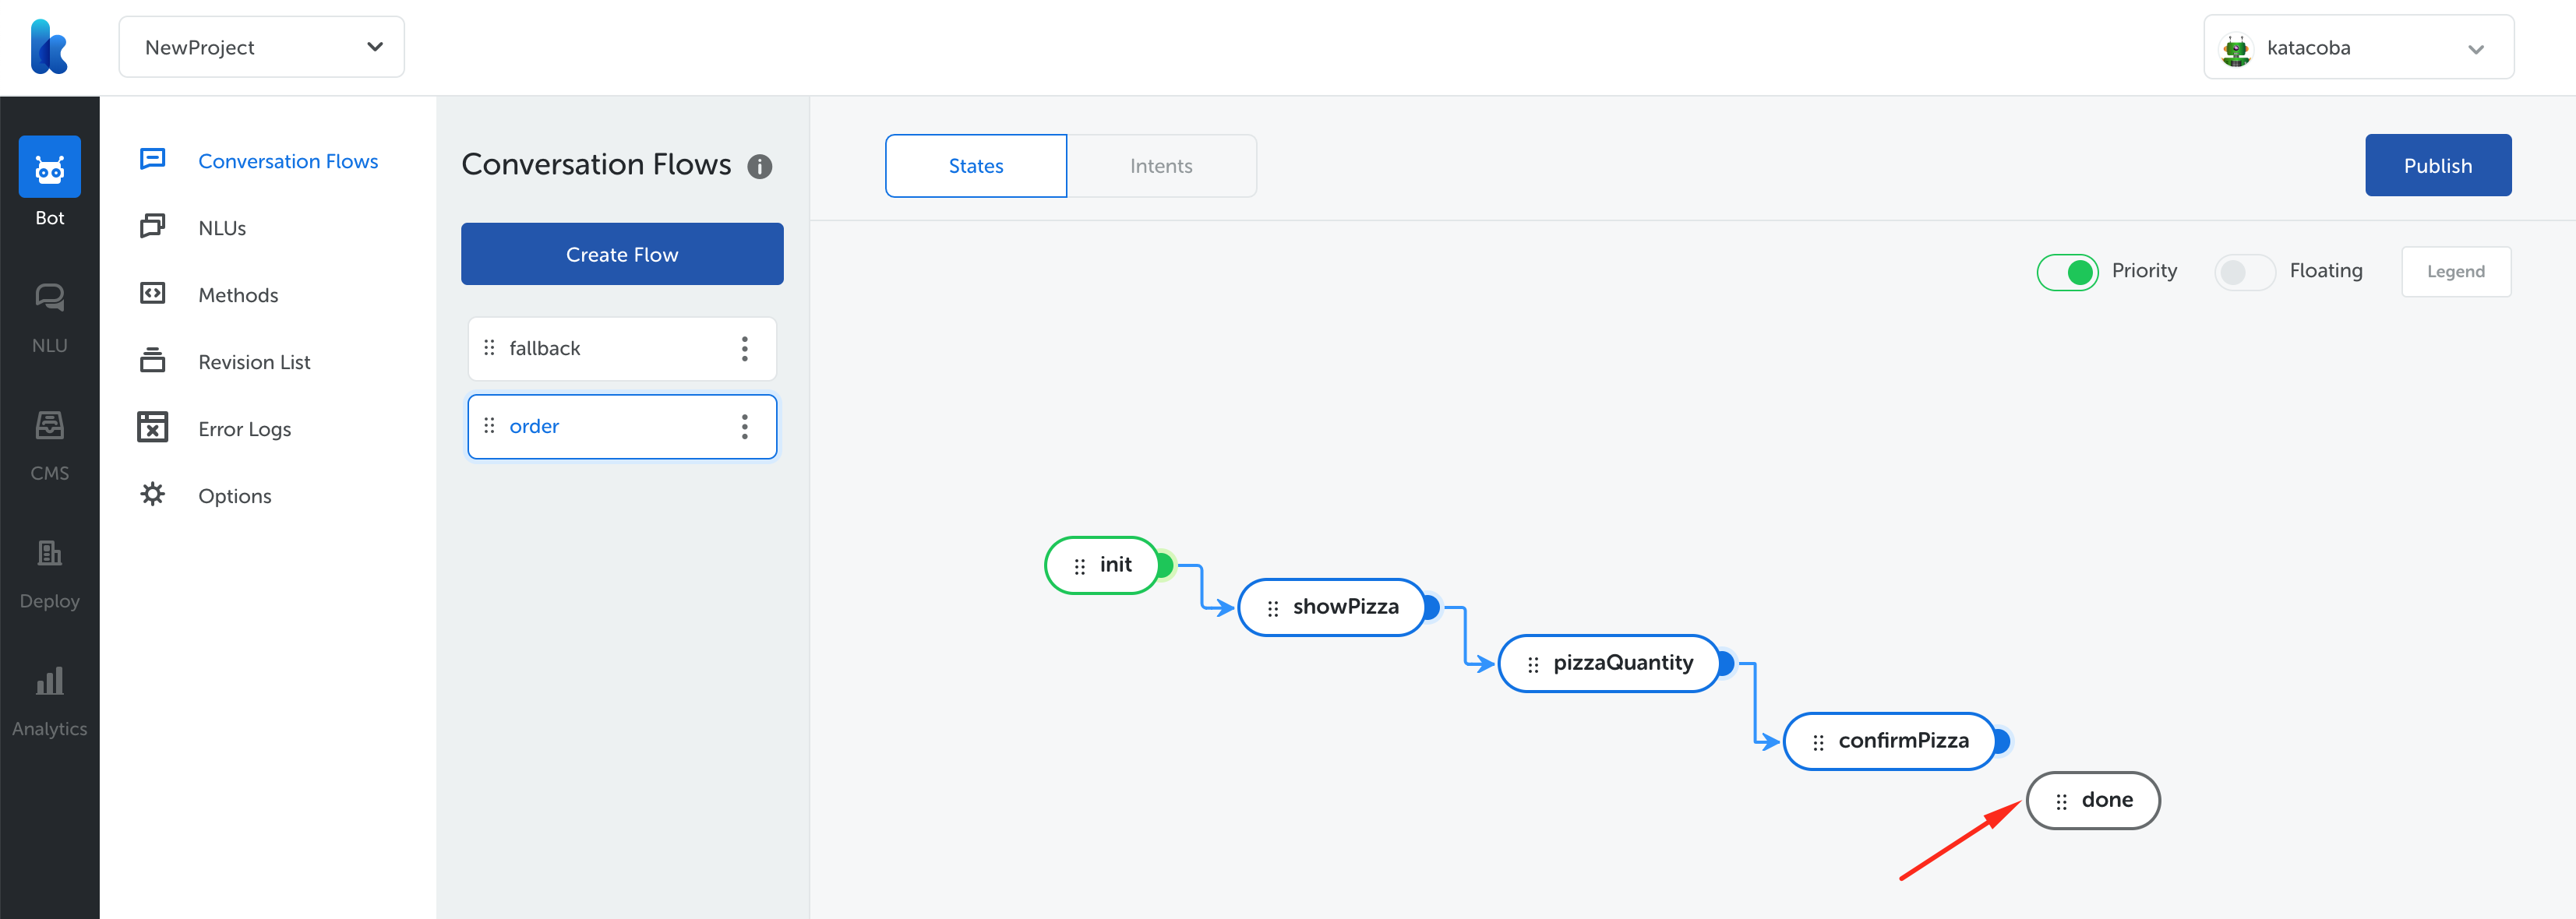 NewProject
katacoba
Bot
NLU
CMS
Deploy
Analytics
Conversation Flows
NLUs
Methods
Revision List
Error Logs
Options
Conversation Flows
Create Flow
fallback
order
States
Intents
Publish
Priority
Floating
Legend
init
showPizza
pizzaQuantity
confirmPizza
done